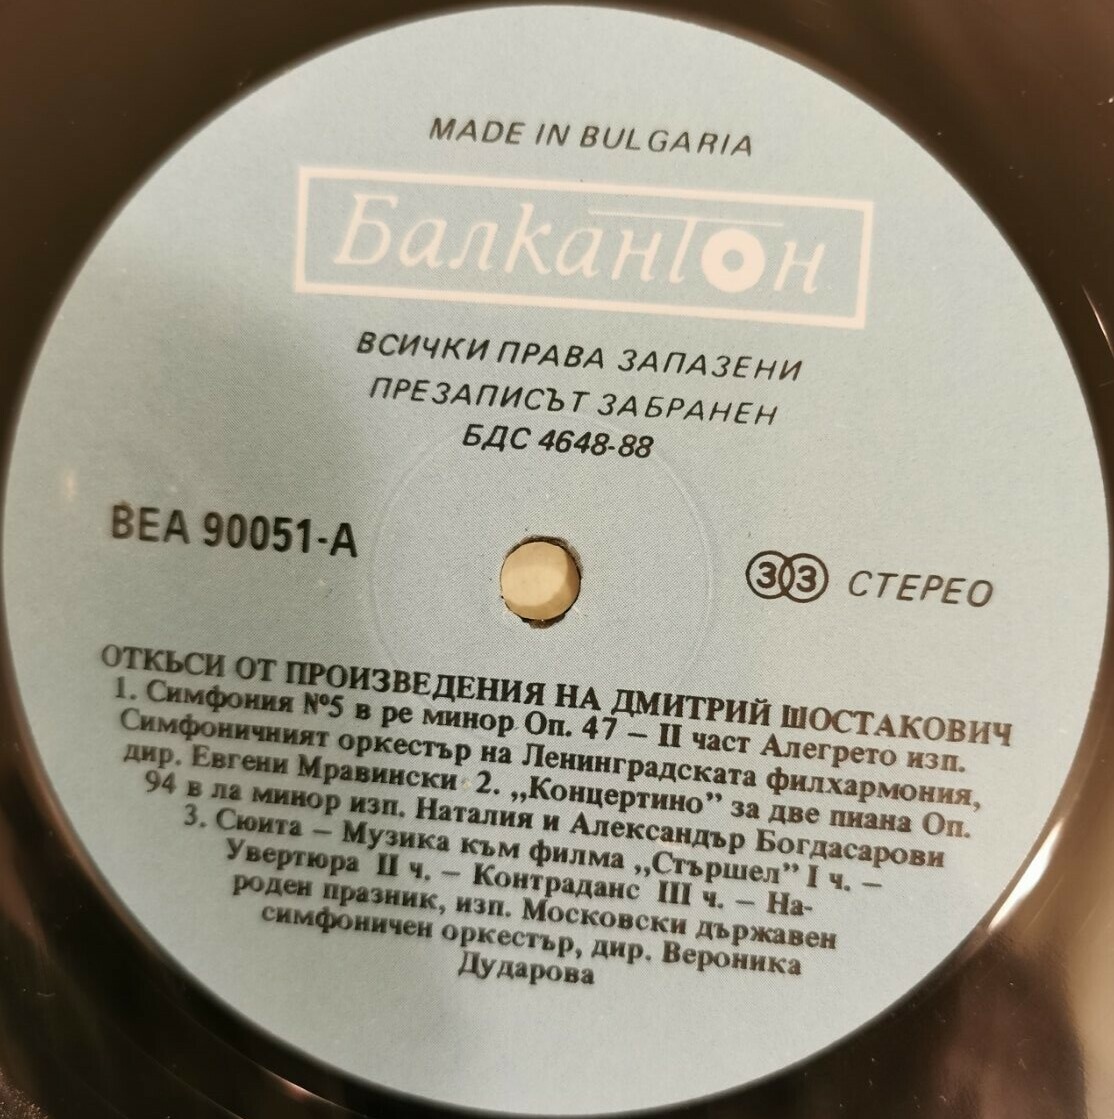 MADE IN BULGARIA
Балкантон
ВСИЧКИ ПРАВА ЗАПАЗЕНИ
ПРЕЗАПИСЪТ ЗАБРАНЕН
БДС 4648-88
ВЕА 90051-А
33 СТЕРЕО
ОТКЪСИ ОТ ПРОИЗВЕДЕНИЯ НА ДМИТРИЙ ШОСТАКОВИЧ
1. Симфония №5 в ре минор Оп. 47 – II част Алегрето изп.
Симфоничният оркестър на Ленинградската филхармония,
дир. Евгени Мравински 2. „Концертино” за две пиана Оп.
94 в ла минор изп. Наталия и Александър Богдасарови
3. Сюита – Музика към филма „Стършел” I ч. –
Увертюра II ч. – Контраданс III ч. – На-
роден празник, изп. Московски държавен
симфоничен оркестър, дир. Вероника
Дударова